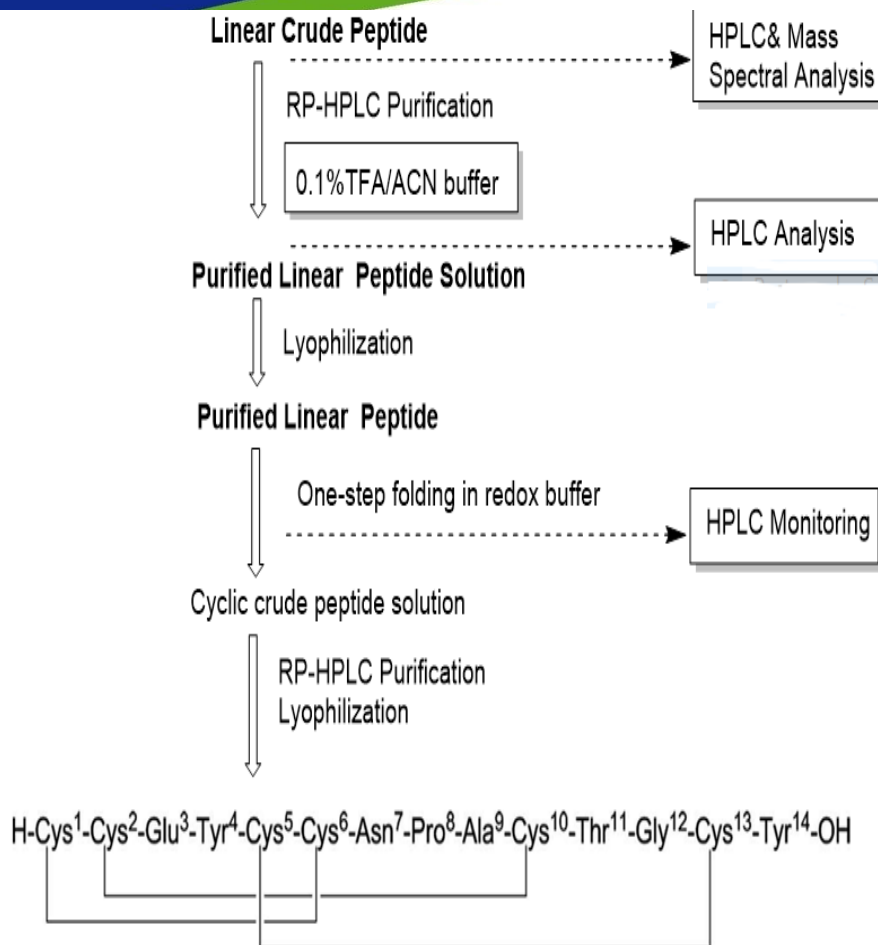 Linear Crude Peptide
HPLC& Mass
Spectral Analysis
RP-HPLC Purification
0.1%TFA/ACN buffer
HPLC Analysis
Purified Linear Peptide Solution
Lyophilization
Purified Linear Peptide
One-step folding in redox buffer
HPLC Monitoring
Cyclic crude peptide solution
RP-HPLC Purification
Lyophilization
H-Cys¹-Cys²-Glu³-Tyr⁴-Cys⁵-Cys⁶-Asn⁷-Pro⁸-Ala⁹-Cys¹⁰-Thr¹¹-Gly¹²-Cys¹³-Tyr¹⁴-OH